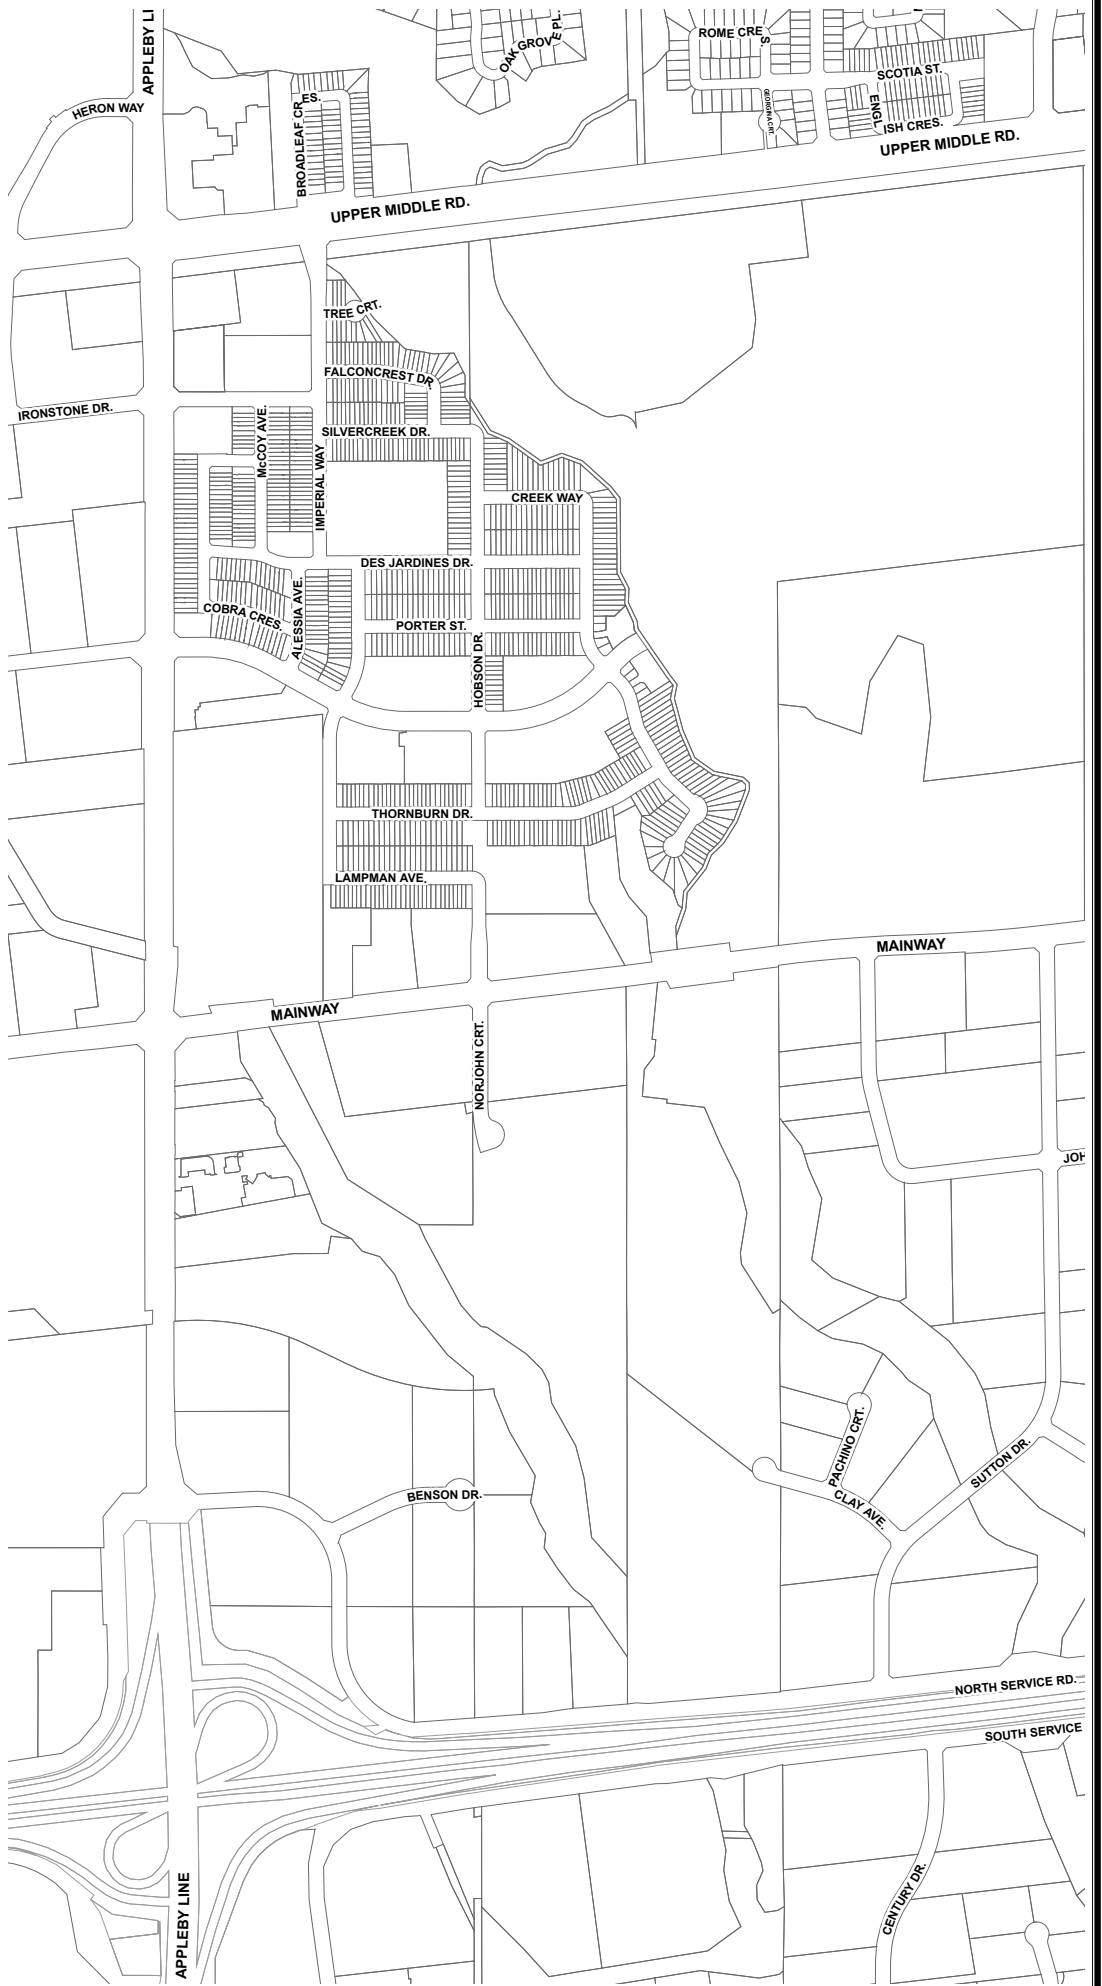 APPLEBY LI
OAK GROVE PL.
ROME CRES.
SCOTIA ST.
HERON WAY
BROADLEAF CRES.
GEORGINA CRT.
ENGLISH CRES.
UPPER MIDDLE RD.
UPPER MIDDLE RD.
TREE CRT.
FALCONCREST DR.
IRONSTONE DR.
McCOY AVE.
SILVERCREEK DR.
IMPERIAL WAY
CREEK WAY
DES JARDINES DR.
ALESSIA AVE.
COBRA CRES.
PORTER ST.
HOBSON DR.
THORNBURN DR.
LAMPMAN AVE.
MAINWAY
MAINWAY
NORJOHN CRT.
JOH
PACHINO CRT.
SUTTON DR.
BENSON DR.
CLAY AVE.
NORTH SERVICE RD.
SOUTH SERVICE
CENTURY DR.
APPLEBY LINE